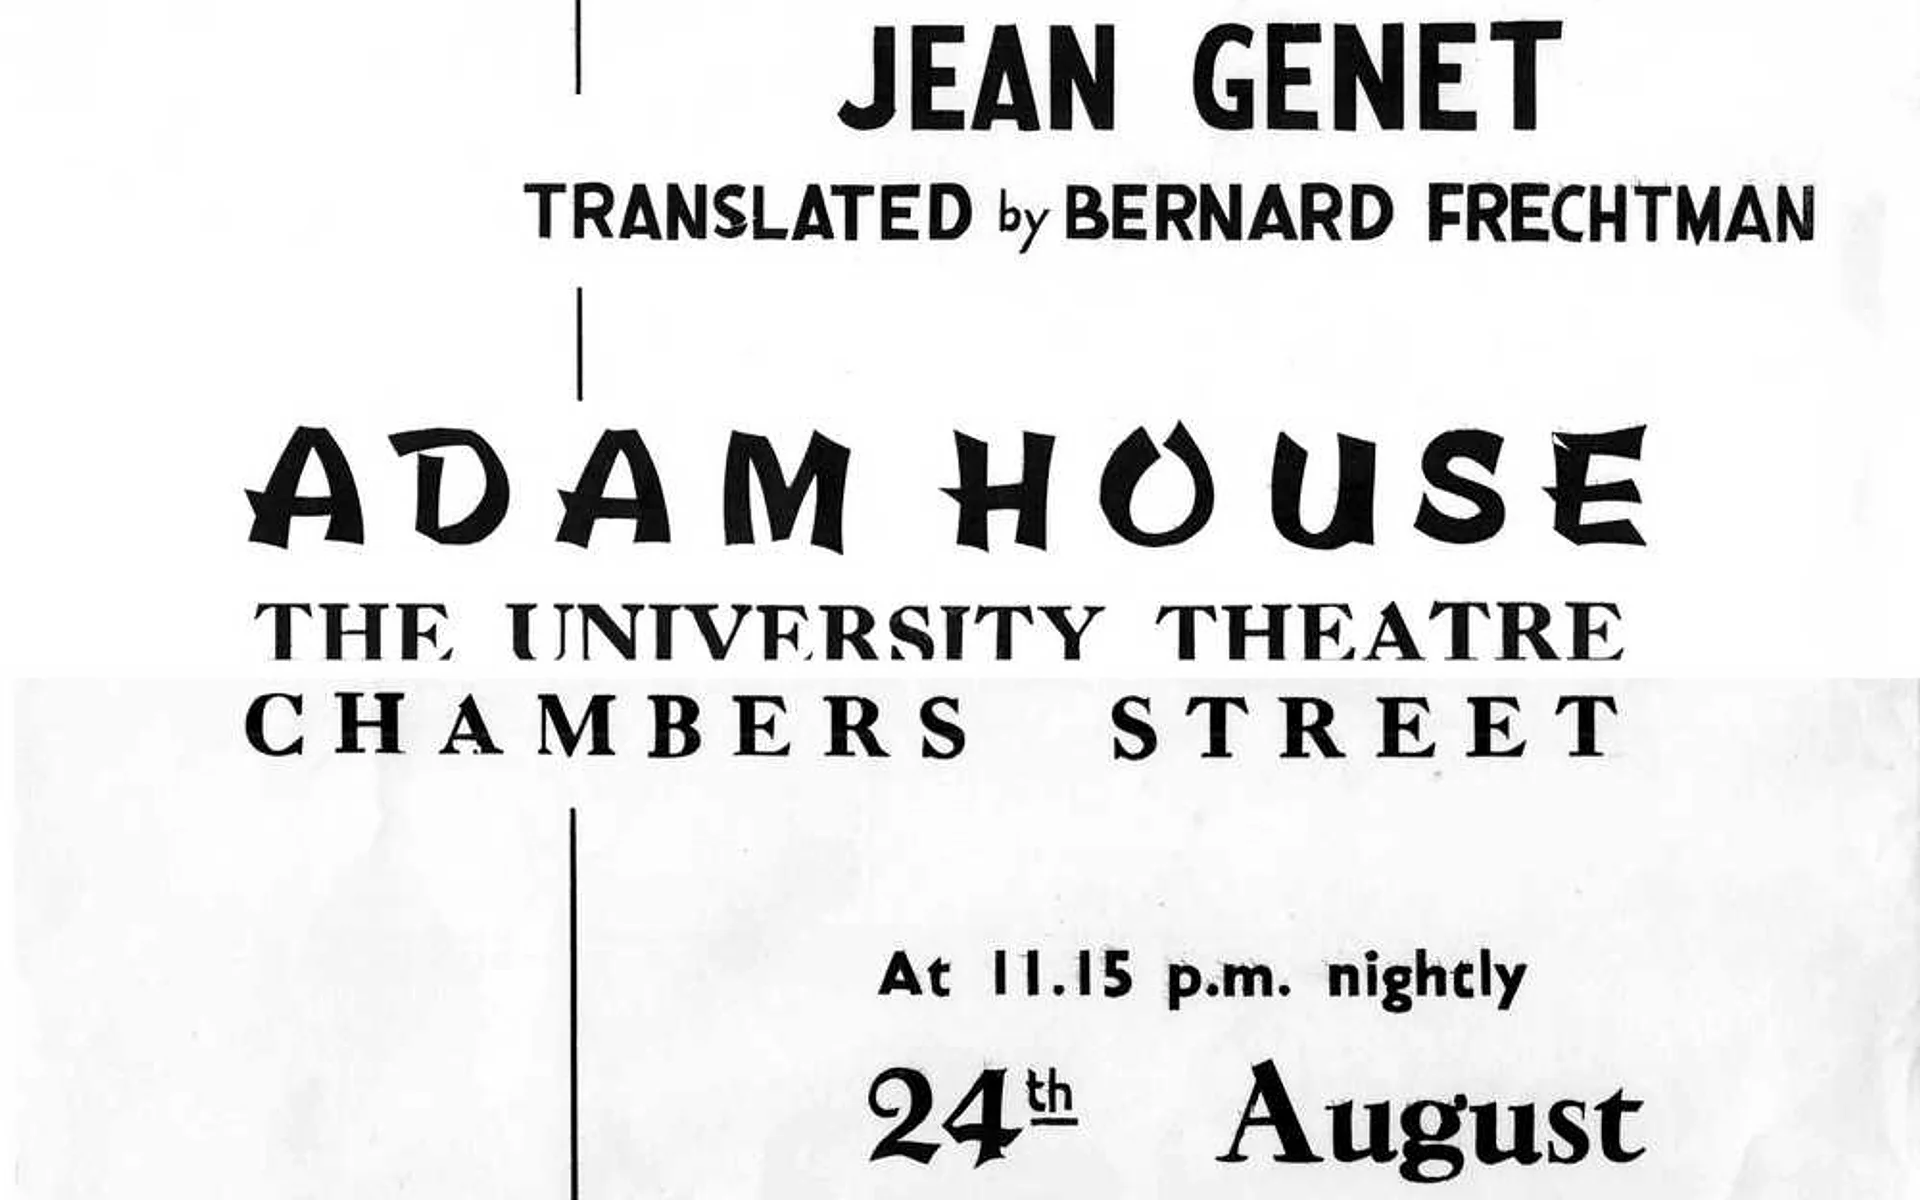 JEAN GENET
TRANSLATED by BERNARD FRECHTMAN
ADAM HOUSE
THE UNIVERSITY THEATRE
CHAMBERS STREET
At 11.15 p.m. nightly
24th August